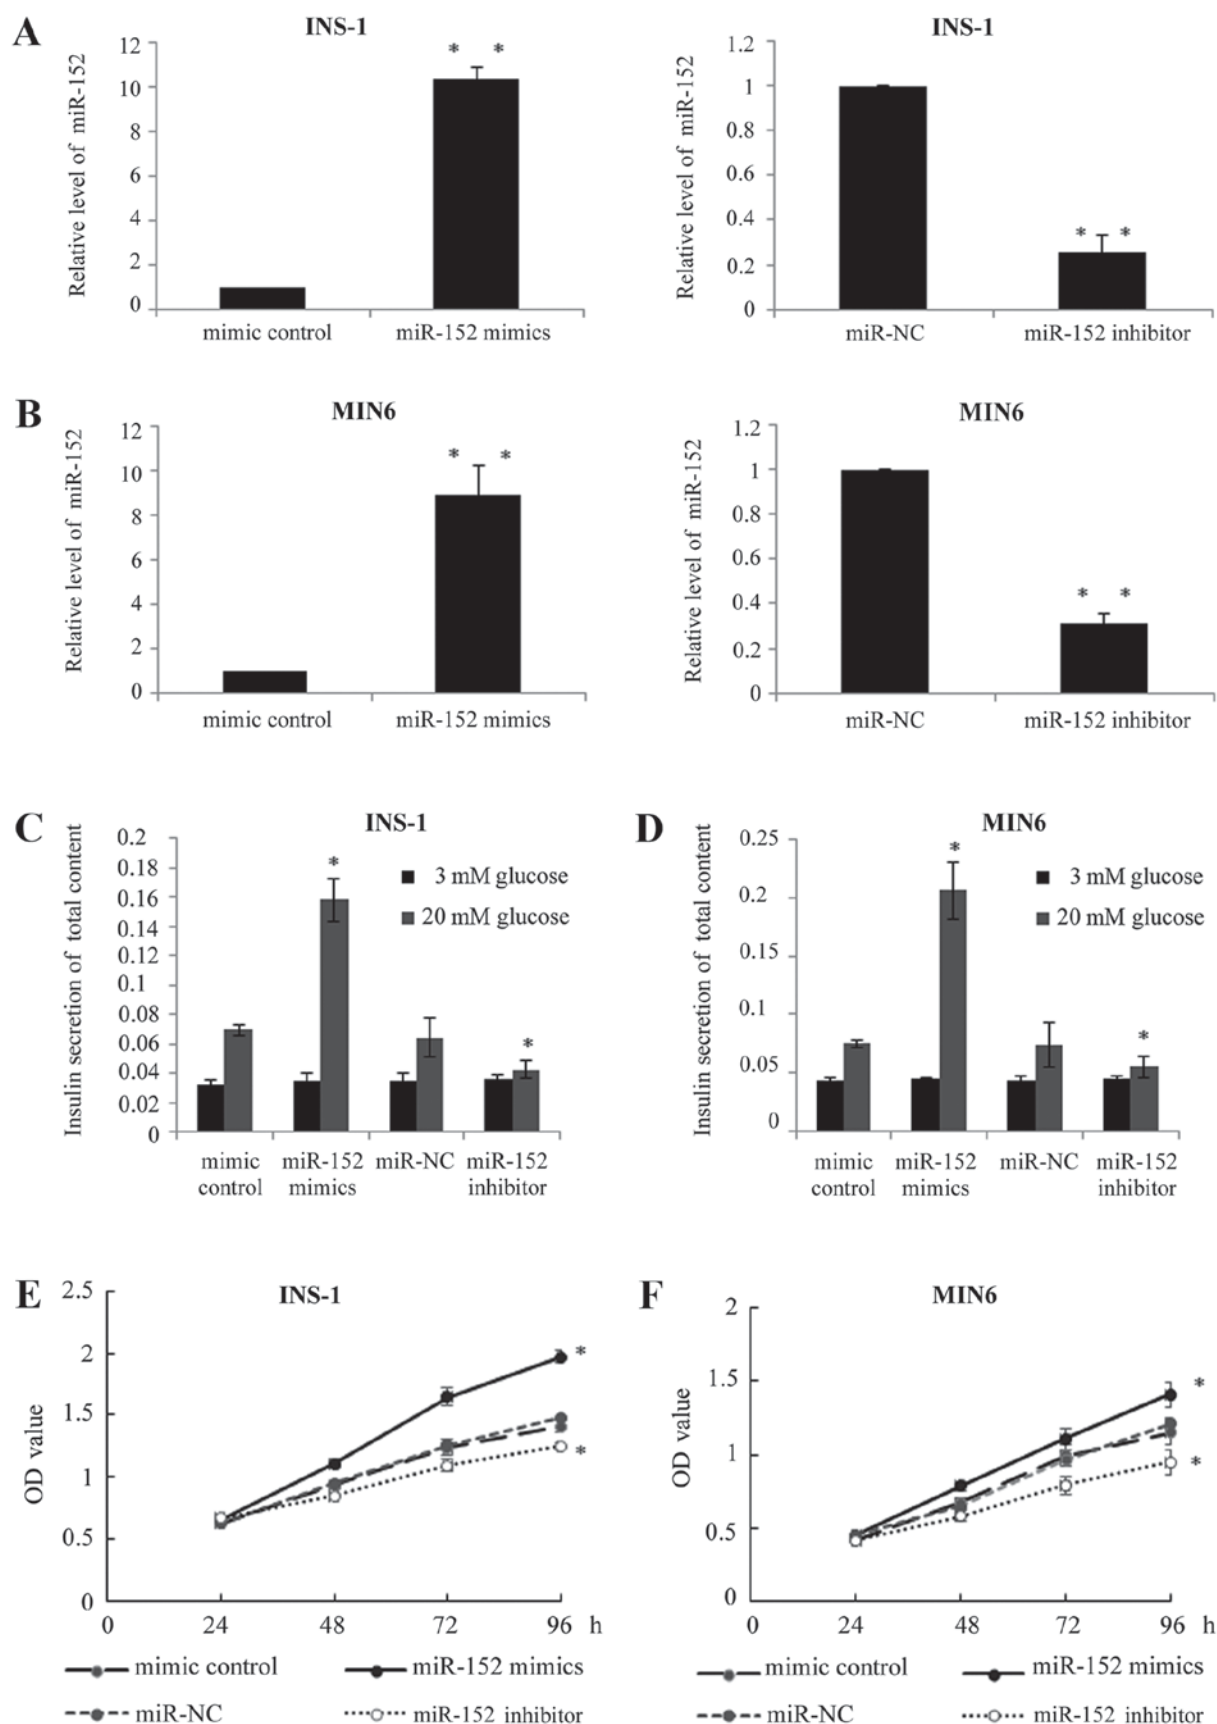 A
INS-1
Relative level of miR-152
12
10
8
6
4
2
0
* *
mimic control
miR-152 mimics
INS-1
Relative level of miR-152
1.2
1
0.8
0.6
0.4
0.2
0
* *
miR-NC
miR-152 inhibitor
B
MIN6
Relative level of miR-152
12
10
8
6
4
2
0
* *
mimic control
miR-152 mimics
MIN6
Relative level of miR-152
1.2
1
0.8
0.6
0.4
0.2
0
* *
miR-NC
miR-152 inhibitor
C
INS-1
Insulin secretion of total content
0.2
0.18
0.16
0.14
0.12
0.1
0.08
0.06
0.04
0.02
0
3 mM glucose
20 mM glucose
*
*
mimic control
miR-152 mimics
miR-NC
miR-152 inhibitor
D
MIN6
Insulin secretion of total content
0.25
0.2
0.15
0.1
0.05
0
3 mM glucose
20 mM glucose
*
*
mimic control
miR-152 mimics
miR-NC
miR-152 inhibitor
E
INS-1
OD value
2.5
2
1.5
1
0.5
0
*
*
0 24 48 72 96 h
mimic control
miR-152 mimics
miR-NC
miR-152 inhibitor
F
MIN6
OD value
2
1.5
1
0.5
0
*
*
0 24 48 72 96 h
mimic control
miR-152 mimics
miR-NC
miR-152 inhibitor